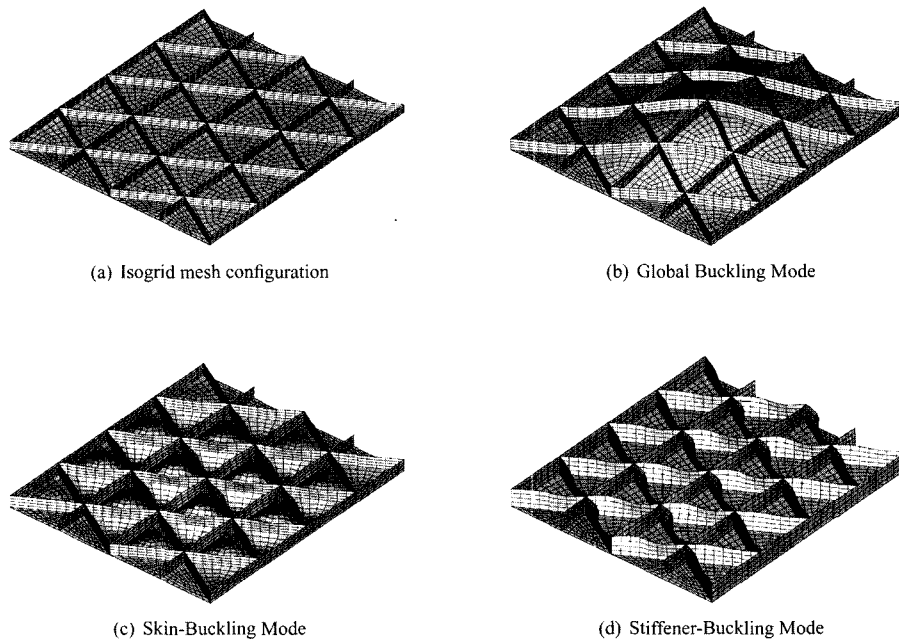 (a) Isogrid mesh configuration
(b) Global Buckling Mode
(c) Skin-Buckling Mode
(d) Stiffener-Buckling Mode